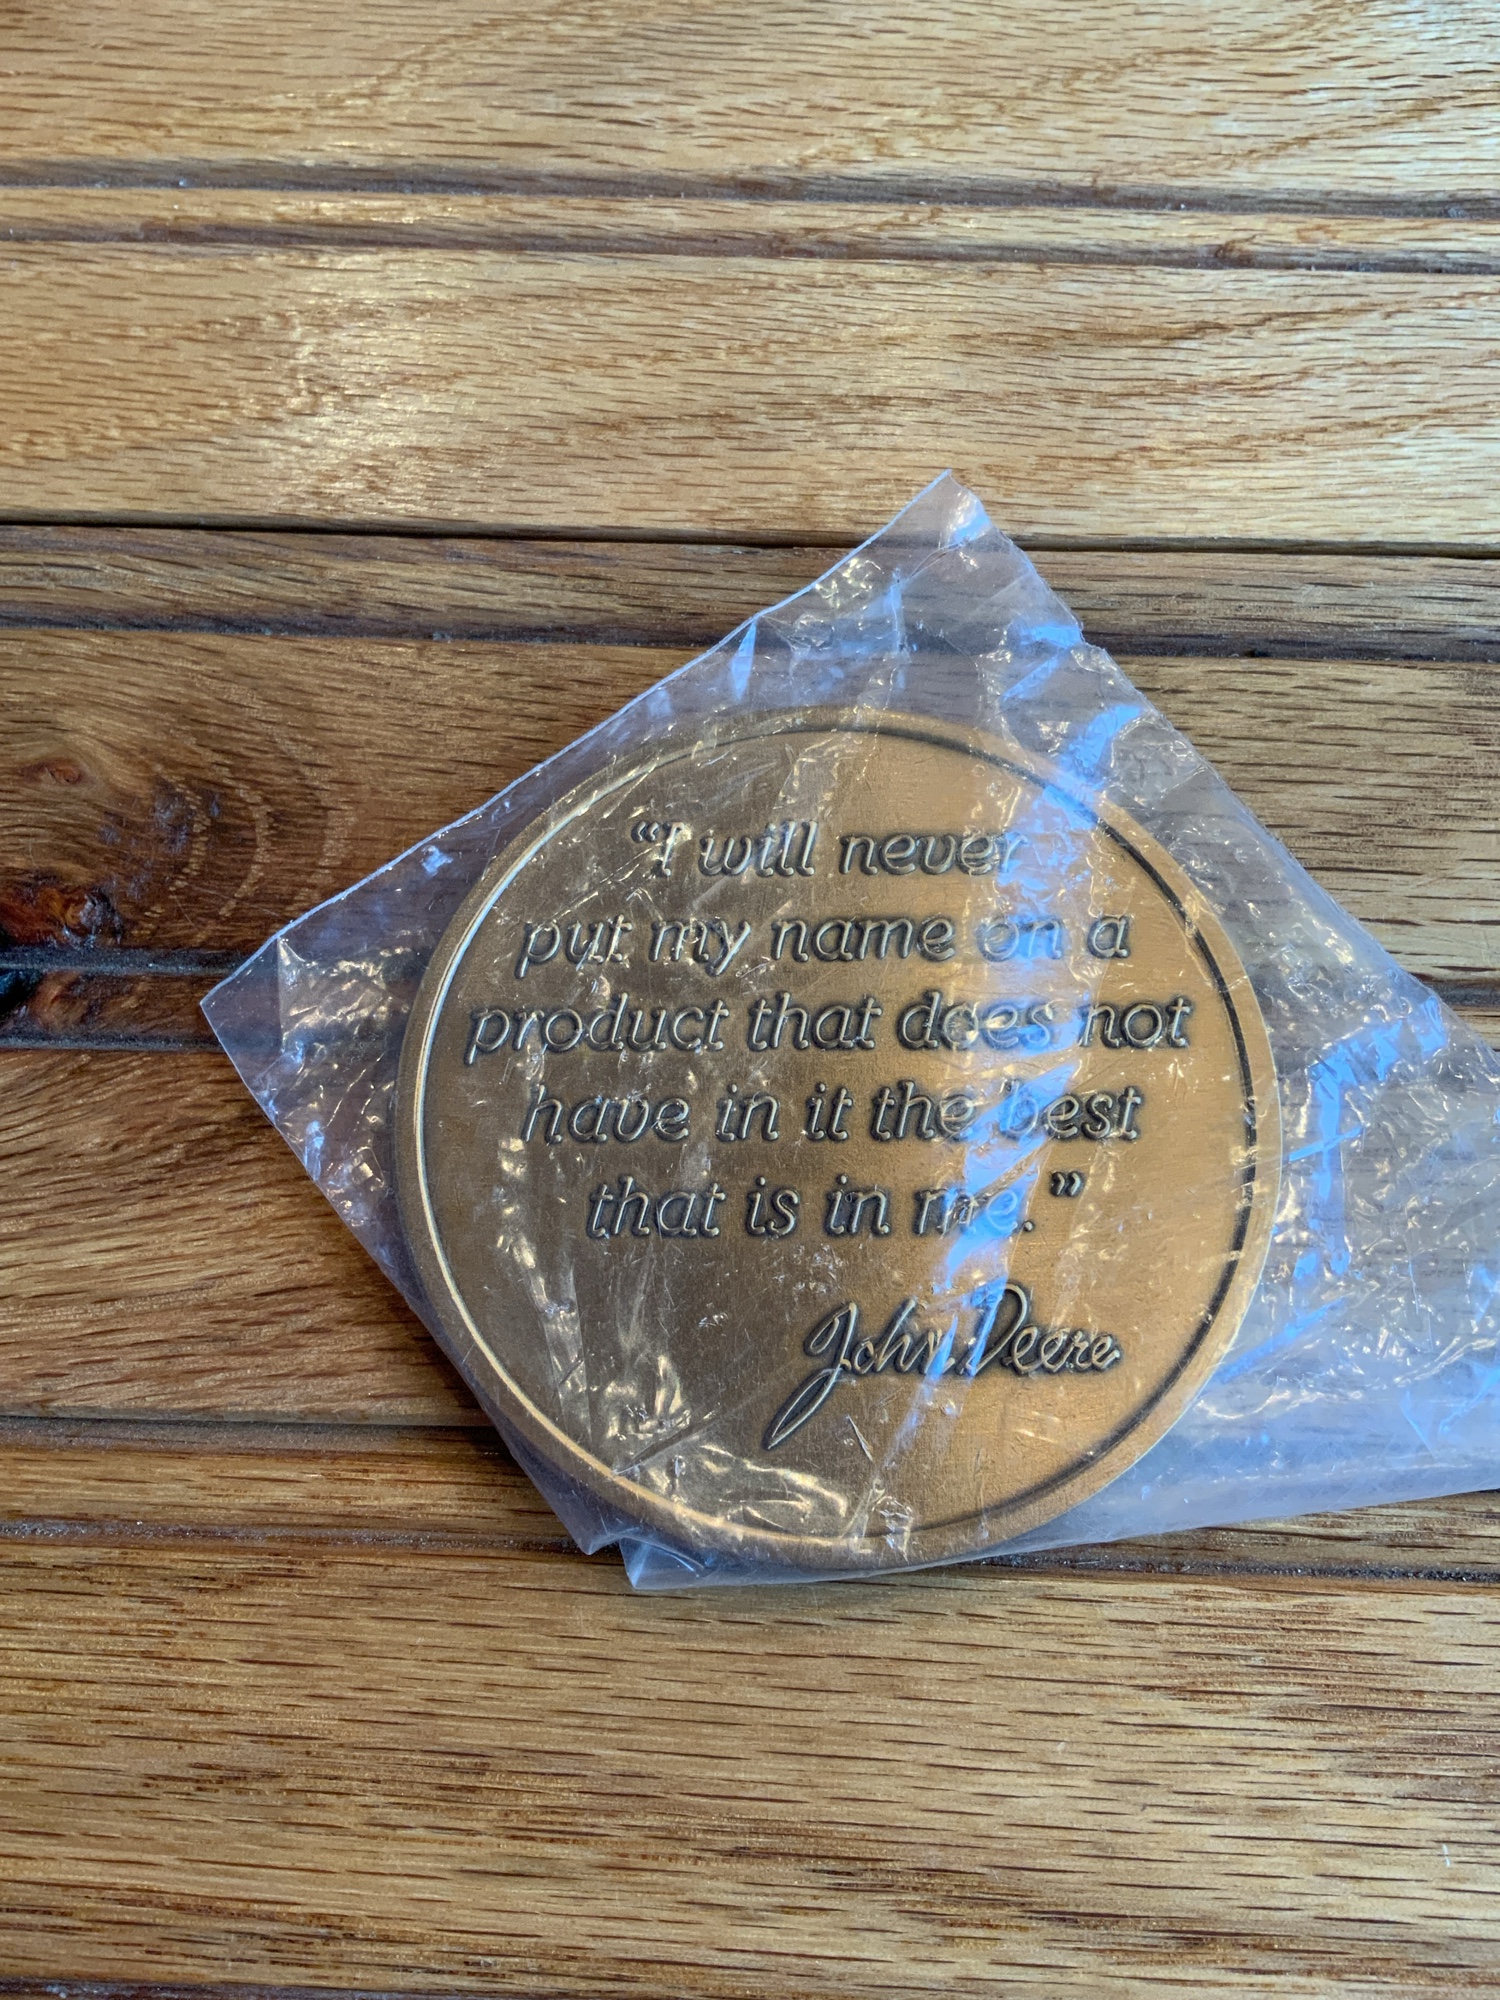 “I will never
put my name on a
product that does not
have in it the best
that is in me.”
John Deere